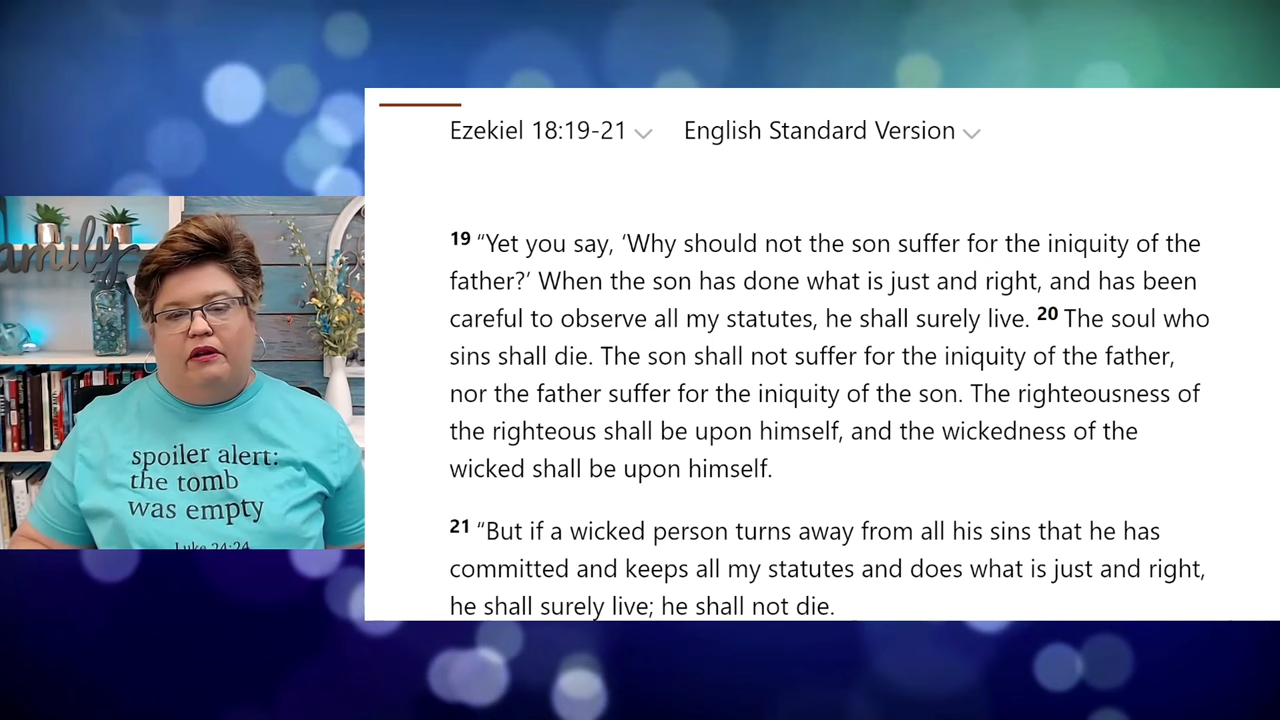 Ezekiel 18:19-21 English Standard Version
19 “Yet you say, ‘Why should not the son suffer for the iniquity of the
father?’ When the son has done what is just and right, and has been
careful to observe all my statutes, he shall surely live. 20 The soul who
sins shall die. The son shall not suffer for the iniquity of the father,
nor the father suffer for the iniquity of the son. The righteousness of
the righteous shall be upon himself, and the wickedness of the
wicked shall be upon himself.
21 “But if a wicked person turns away from all his sins that he has
committed and keeps all my statutes and does what is just and right,
he shall surely live; he shall not die.
family
spoiler alert:
the tomb
was empty
Luke 24:24